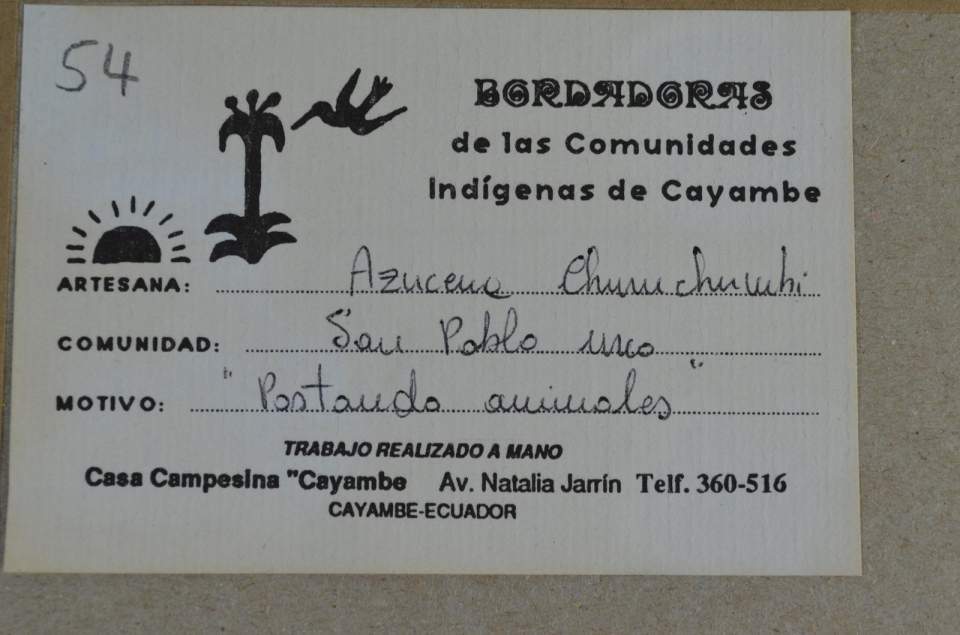 54
BORDADORAS
de las Comunidades
Indígenas de Cayambe
ARTESANA: Azucena
COMUNIDAD: San Pablo urco
MOTIVO: "Pastando animales"
TRABAJO REALIZADO A MANO
Casa Campesina "Cayambe Av. Natalia Jarrín Telf. 360-516
CAYAMBE-ECUADOR